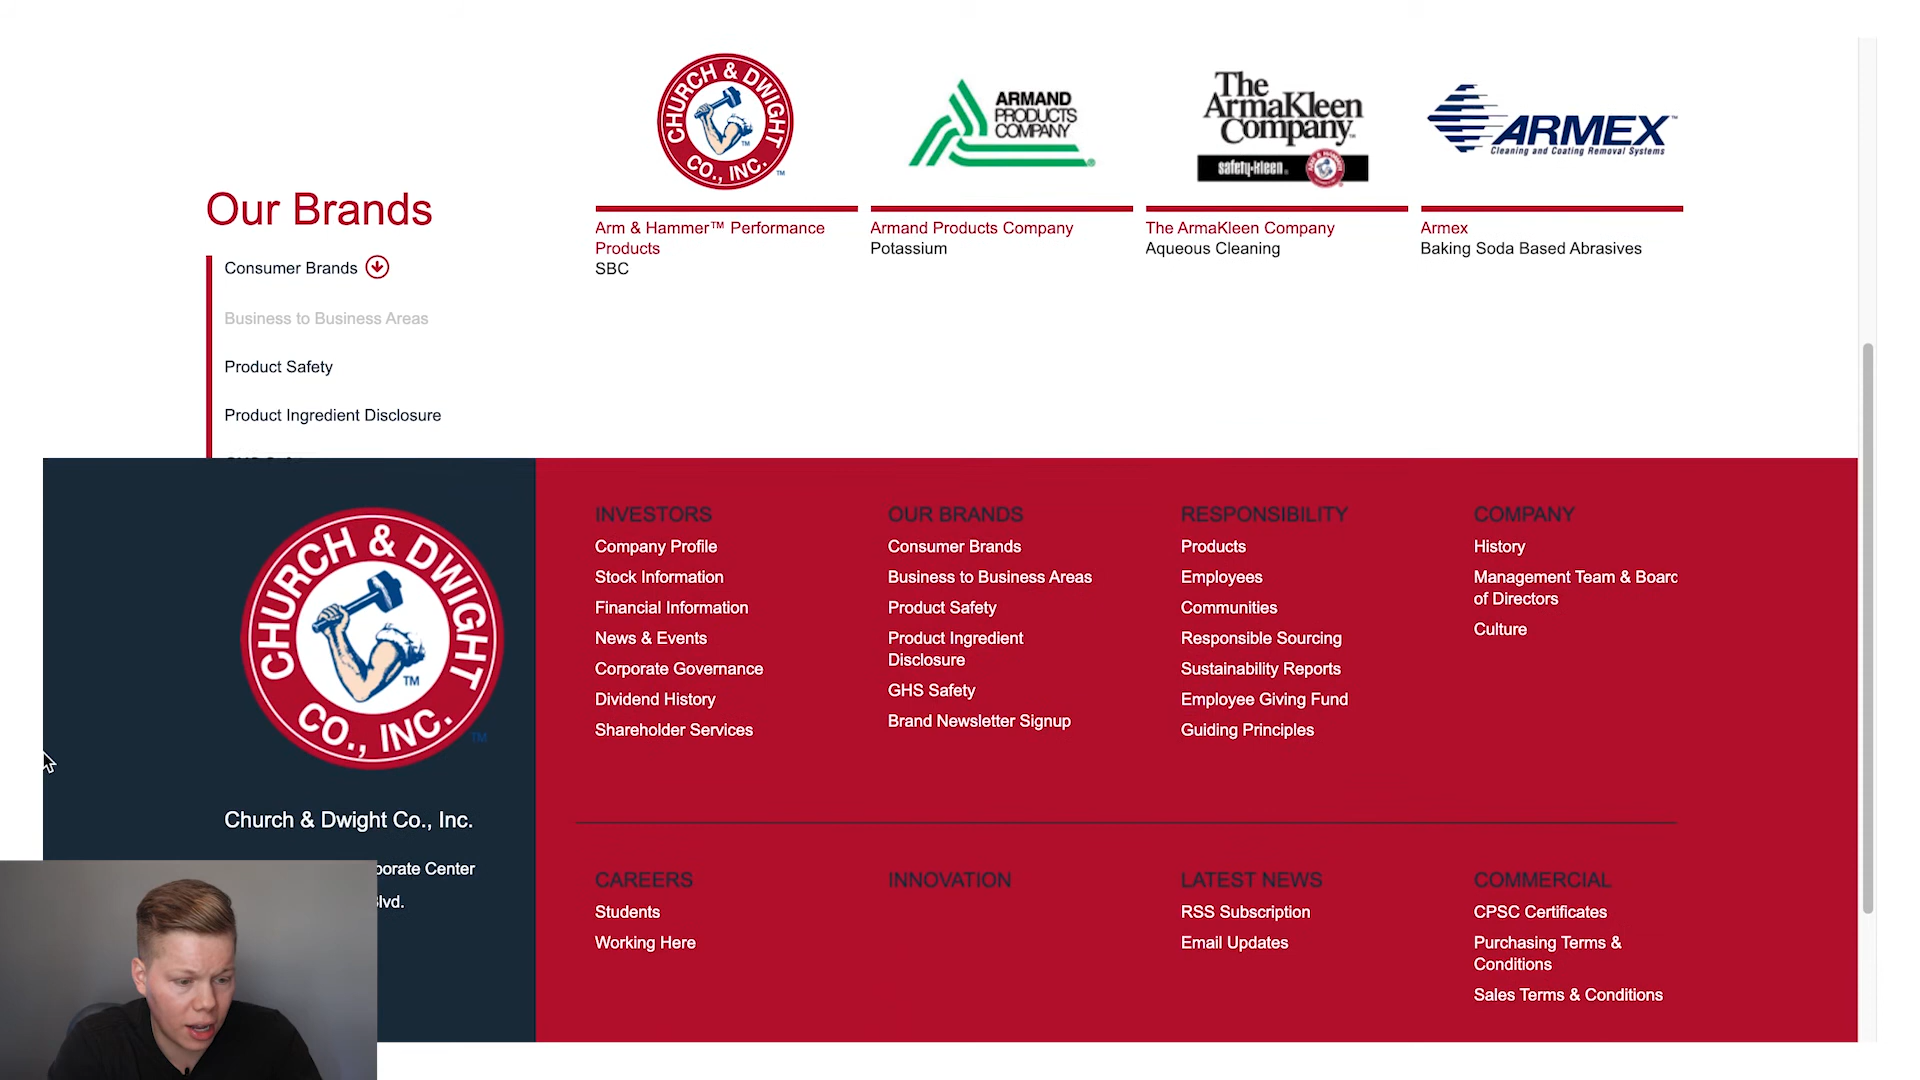 CHURCH & DWIGHT
CO., INC.
TM
ARMAND
PRODUCTS
COMPANY
®
The
ArmaKleen
Company™
safety-kleen®
ARMEX™
Cleaning and Coating Removal Systems
Our Brands
Consumer Brands
Business to Business Areas
Product Safety
Product Ingredient Disclosure
Arm & Hammer™ Performance
Products
SBC
Armand Products Company
Potassium
The ArmaKleen Company
Aqueous Cleaning
Armex
Baking Soda Based Abrasives
CHURCH & DWIGHT
CO., INC.
TM
TM
Church & Dwight Co., Inc.
porate Center
lvd.
INVESTORS
Company Profile
Stock Information
Financial Information
News & Events
Corporate Governance
Dividend History
Shareholder Services
OUR BRANDS
Consumer Brands
Business to Business Areas
Product Safety
Product Ingredient
Disclosure
GHS Safety
Brand Newsletter Signup
RESPONSIBILITY
Products
Employees
Communities
Responsible Sourcing
Sustainability Reports
Employee Giving Fund
Guiding Principles
COMPANY
History
Management Team & Board
of Directors
Culture
CAREERS
Students
Working Here
INNOVATION
LATEST NEWS
RSS Subscription
Email Updates
COMMERCIAL
CPSC Certificates
Purchasing Terms &
Conditions
Sales Terms & Conditions